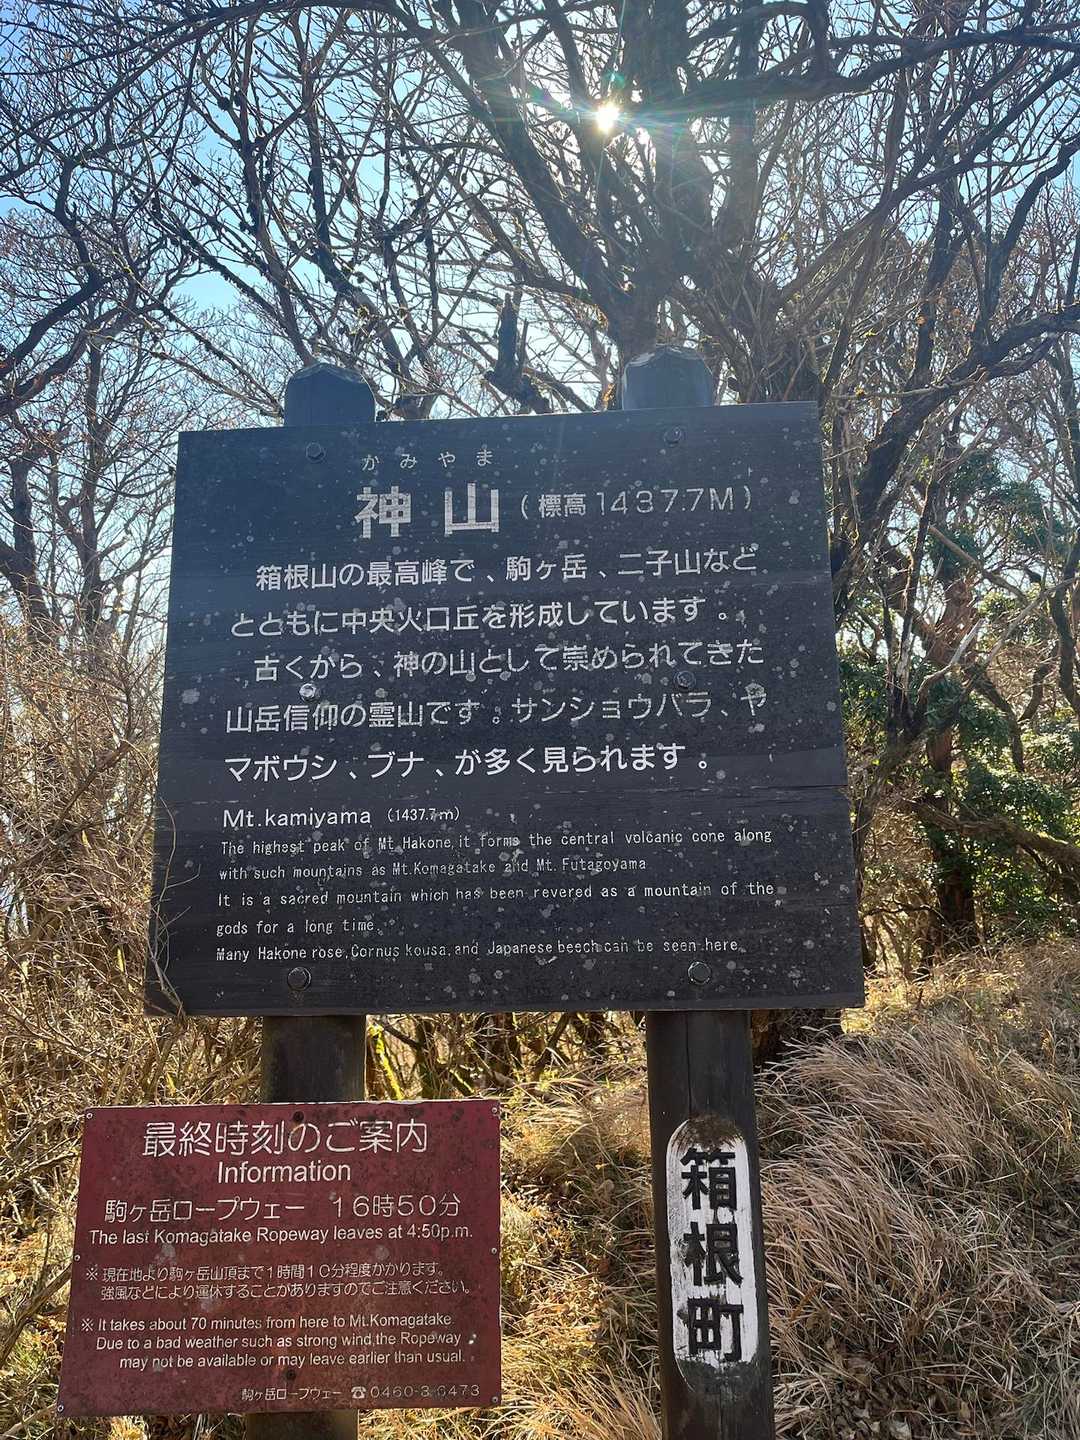 かみやま
神山(標高1437.7M)
箱根山の最高峰で、駒ヶ岳、二子山など
とともに中央火口丘を形成しています。
古くから、神の山として崇められてきた
山岳信仰の霊山です。サンショウバラ、ヤ
マボウシ、ブナ、が多く見られます。
Mt.kamiyama (1437.7m)
The highest peak of Mt.Hakone,it forms the central volcanic cone along
with such mountains as Mt.Komagatake and Mt.Futagoyama
It is a sacred mountain which has been revered as a mountain of the
gods for a long time.
Many Hakone rose,Cornus kousa,and Japanese beech can be seen here.
最終時刻のご案内
Information
駒ヶ岳ロープウェー 16時50分
The last Komagatake Ropeway leaves at 4:50p.m.
※現在地より駒ヶ岳山頂まで1時間10分程度かかります。
強風などにより運休することがありますのでご注意ください。
※ It takes about 70 minutes from here to Mt.Komagatake.
Due to a bad weather such as strong wind,the Ropeway
may not be available or may leave earlier than usual.
駒ヶ岳ロープウェー ☎0460-3-6473
箱根町